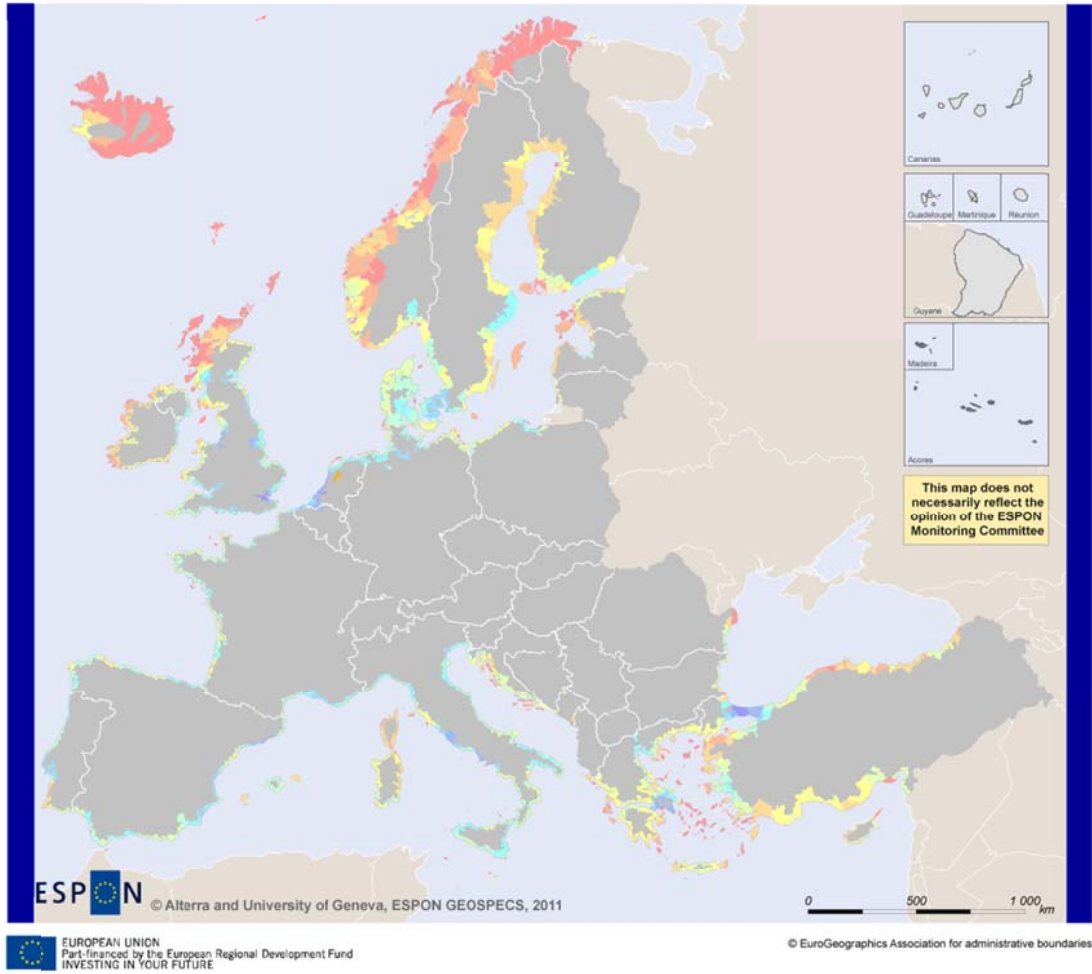 Canarias
Guadeloupe
Martinique
Réunion
Guyane
Madeira
Acores
This map does not
necessarily reflect the
opinion of the ESPON
Monitoring Committee
ESPON
© Alterra and University of Geneva, ESPON GEOSPECS, 2011
0 500 1 000
km
EUROPEAN UNION
Part-financed by the European Regional Development Fund
INVESTING IN YOUR FUTURE
© EuroGeographics Association for administrative boundaries